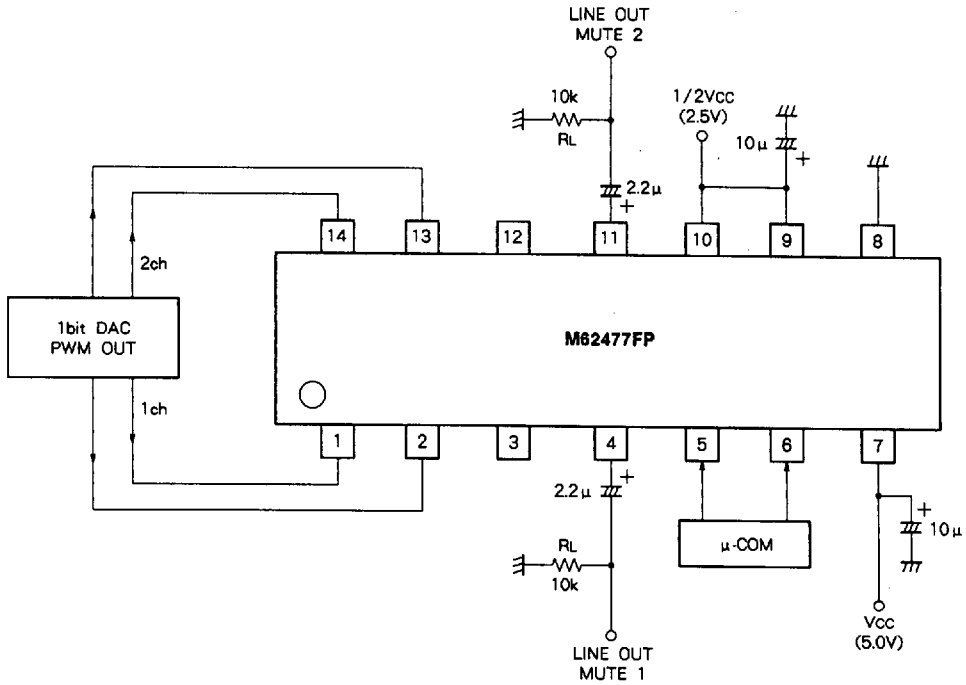 LINE OUT
MUTE 2
10k
RL
1/2VCC
(2.5V)
10μ
+
2.2μ
+
14
13
12
11
10
9
8
2ch
1bit DAC
PWM OUT
M62477FP
1ch
1
2
3
4
5
6
7
2.2μ
+
μ-COM
+
10μ
RL
10k
VCC
(5.0V)
LINE OUT
MUTE 1